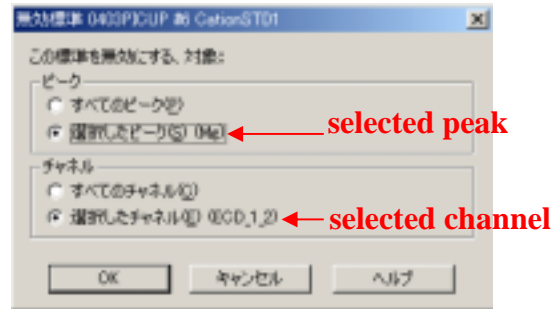 無効標準 0403PICUP #6 CationSTD1
この標準を無効にする、対象:
ピーク
すべてのピーク(P)
選択したピーク(S) (Me)
selected peak
チャネル
すべてのチャネル(C)
選択したチャネル(E) (ECD_1,2)
selected channel
OK
キャンセル
ヘルプ